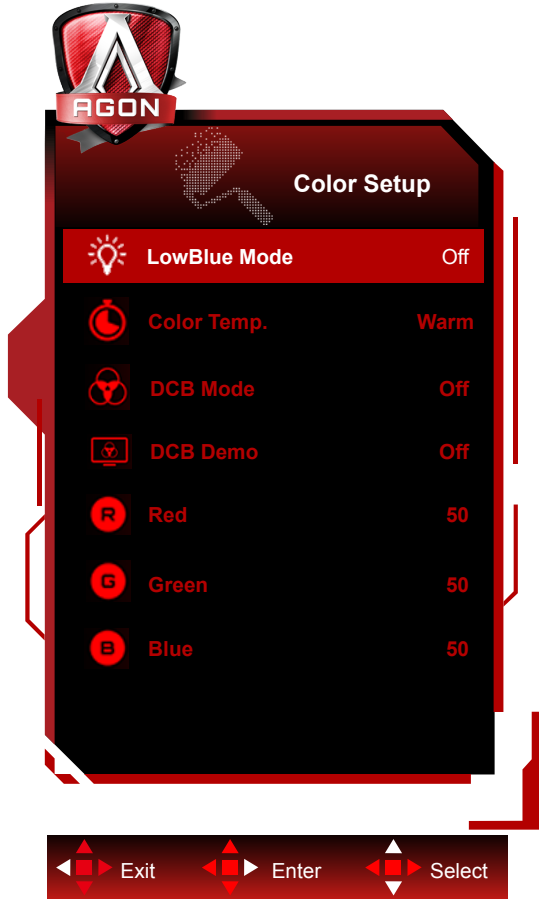 AGON
Color Setup
LowBlue Mode Off
Color Temp. Warm
DCB Mode Off
DCB Demo Off
R Red 50
G Green 50
B Blue 50
Exit Enter Select